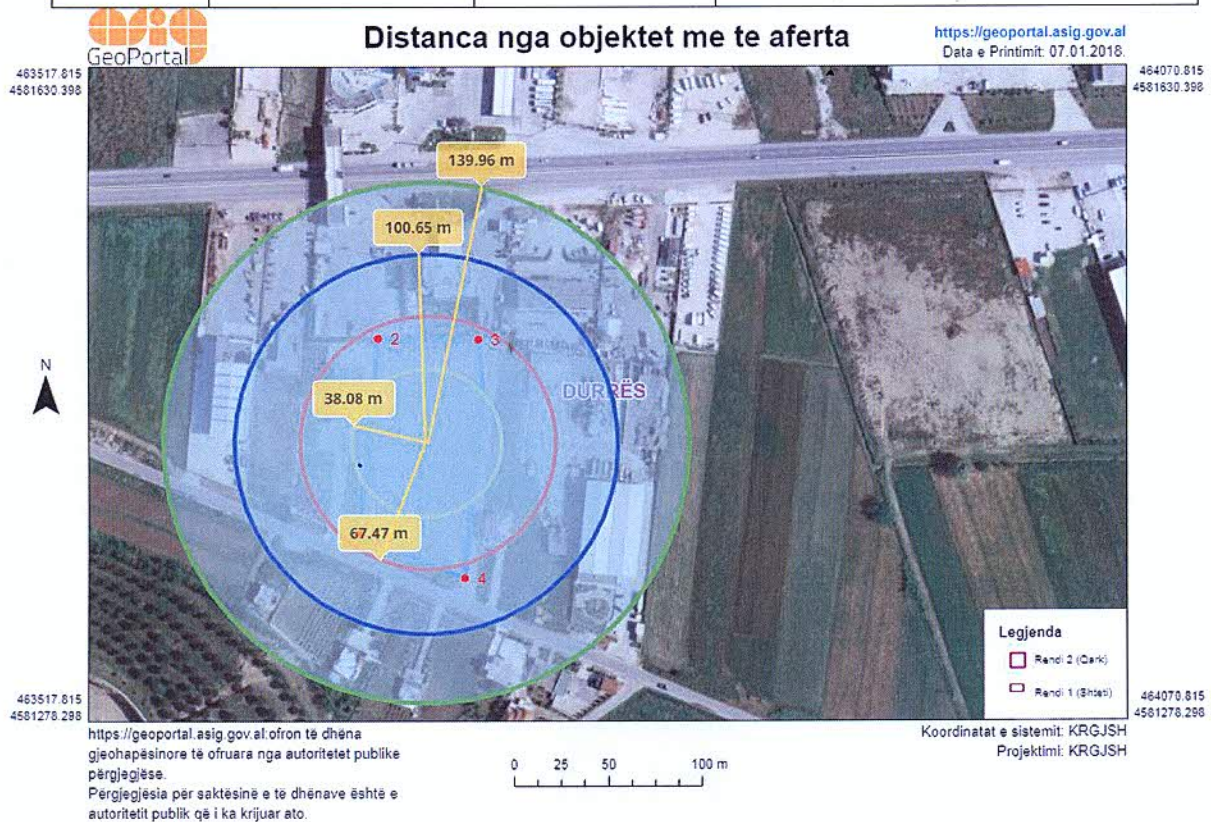 asig
GeoPortal
Distanca nga objektet me te aferta
https://geoportal.asig.gov.al
Data e Printimit: 07.01.2018.
463517.815
4581630.398
464070.815
4581630.398
139.96 m
100.65 m
2
3
DURRËS
38.08 m
N
67.47 m
4
Legjenda
Rendi 2 (Qark)
Rendi 1 (Shteti)
463517.815
4581278.298
464070.815
4581278.298
https://geoportal.asig.gov.al:ofron të dhëna
gjeohapësinore të ofruara nga autoritetet publike
përgjegjëse.
Përgjegjësia për saktësinë e të dhënave është e
autoritetit publik që i ka krijuar ato.
0 25 50 100 m
Koordinatat e sistemit: KRGJSH
Projektimi: KRGJSH